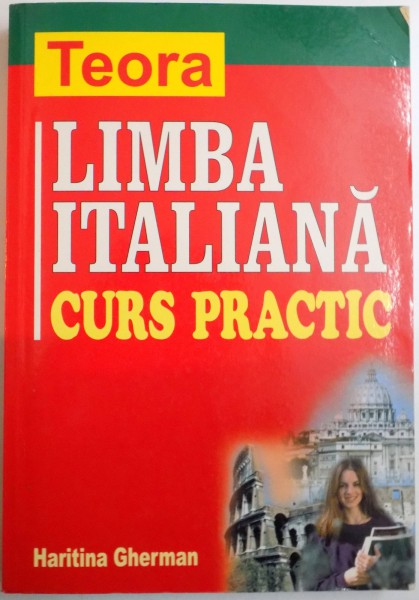 Teora
LIMBA
ITALIANĂ
CURS PRACTIC
Haritina Gherman